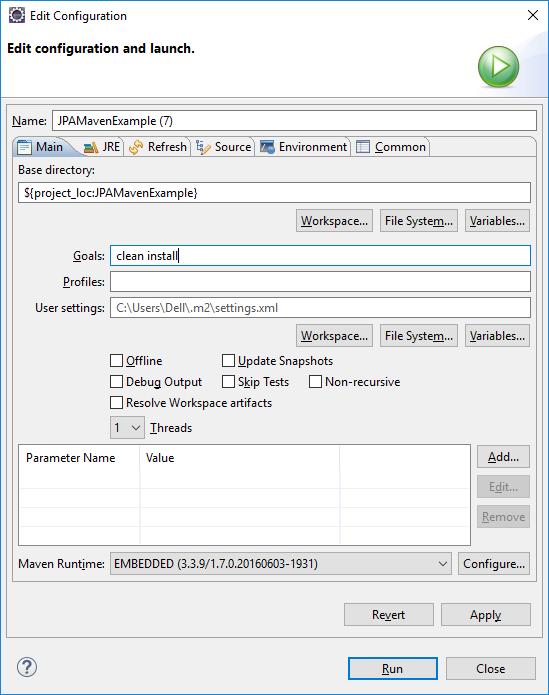 Edit Configuration
Edit configuration and launch.
Name: JPAMavenExample (7)
Main JRE Refresh Source Environment Common
Base directory:
${project_loc:JPAMavenExample}
Workspace... File System... Variables...
Goals: clean install
Profiles:
User settings: C:\Users\Dell\.m2\settings.xml
Workspace... File System... Variables...
Offline Update Snapshots
Debug Output Skip Tests Non-recursive
Resolve Workspace artifacts
1 Threads
Parameter Name Value Add...
Edit...
Remove
Maven Runtime: EMBEDDED (3.3.9/1.7.0.20160603-1931) Configure...
Revert Apply
? Run Close